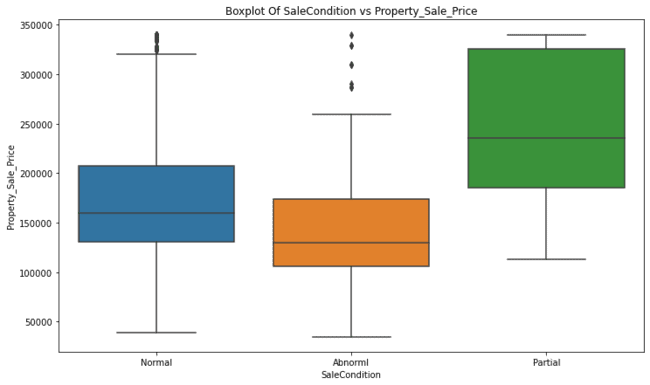 Boxplot Of SaleCondition vs Property_Sale_Price
350000
300000
250000
200000
150000
100000
50000
Property_Sale_Price
Normal Abnorml Partial
SaleCondition